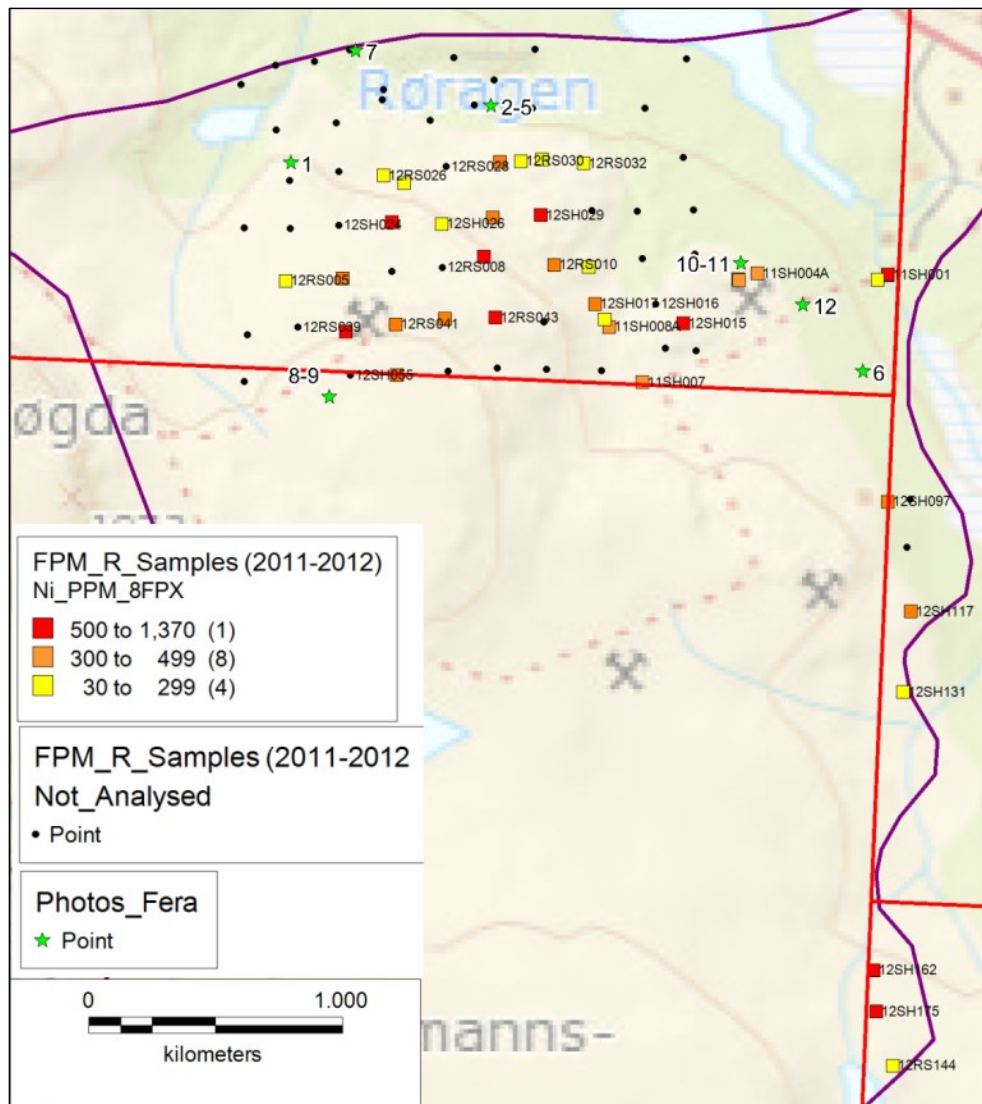 7
Røragen
2-5
12RS028
12RS030
12RS032
1
12RS026
12SH024
12SH026
12SH029
10-11
12RS005
12RS008
12RS010
11SH004A
11SH001
12SH017
12SH016
12
12RS039
12RS041
12RS043
11SH008A
12SH015
8-9
12SH055
11SH007
6
øgda
12SH097
FPM_R_Samples (2011-2012)
Ni_PPM_8FPX
500 to 1,370 (1)
300 to 499 (8)
30 to 299 (4)
12SH117
12SH131
FPM_R_Samples (2011-2012
Not_Analysed
Point
Photos_Fera
Point
0 1.000
kilometers
12SH162
12SH175
manns-
12RS144